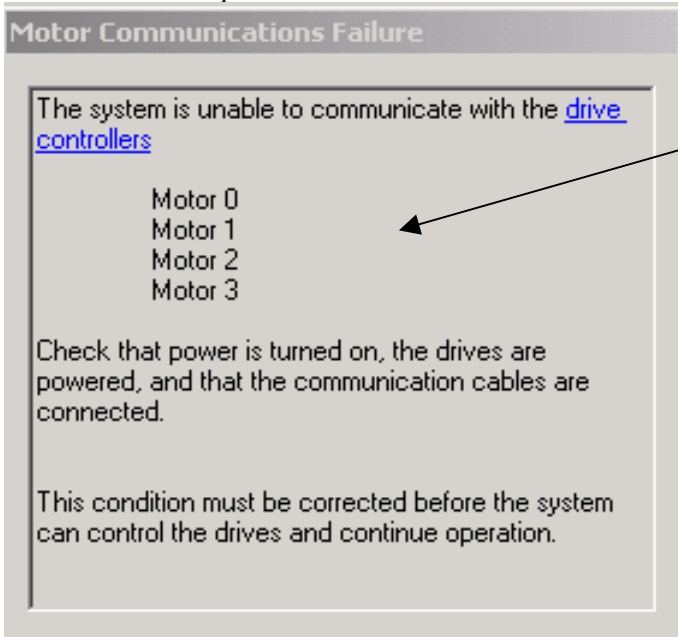 Motor Communications Failure
The system is unable to communicate with the drive
controllers
Motor 0
Motor 1
Motor 2
Motor 3
Check that power is turned on, the drives are
powered, and that the communication cables are
connected.
This condition must be corrected before the system
can control the drives and continue operation.